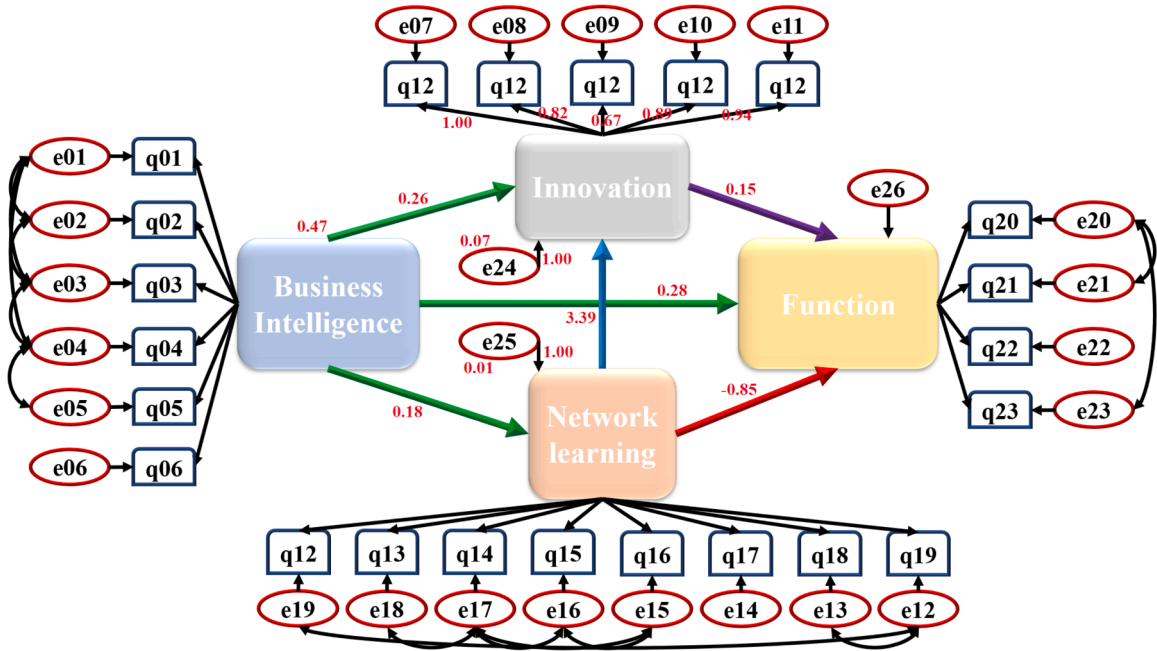 e07 e08 e09 e10 e11
q12 q12 q12 q12 q12
1.00 0.82 0.67 0.89 0.94
e01 q01
e02 q02
e03 q03
e04 q04
e05 q05
e06 q06
0.47
Business
Intelligence
0.26
0.28
0.18
Innovation
0.07
e24 1.00
3.39
e25 1.00
0.01
Network
learning
0.15
-0.85
e26
Function
q20 e20
q21 e21
q22 e22
q23 e23
q12 q13 q14 q15 q16 q17 q18 q19
e19 e18 e17 e16 e15 e14 e13 e12